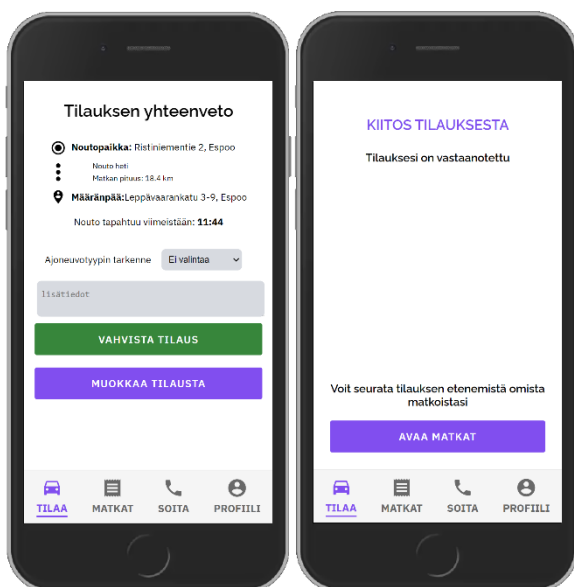 Tilauksen yhteenveto
Noutopaikka: Ristiniementie 2, Espoo
Nouto heti
Matkan pituus: 18.4 km
Määränpää:Leppävaarankatu 3-9, Espoo
Nouto tapahtuu viimeistään: 11:44
Ajoneuvotyypin tarkenne Ei valintaa
lisätiedot
VAHVISTA TILAUS
MUOKKAA TILAUSTA
TILAA MATKAT SOITA PROFIILI
KIITOS TILAUKSESTA
Tilauksesi on vastaanotettu
Voit seurata tilauksen etenemistä omista
matkoistasi
AVAA MATKAT
TILAA MATKAT SOITA PROFIILI